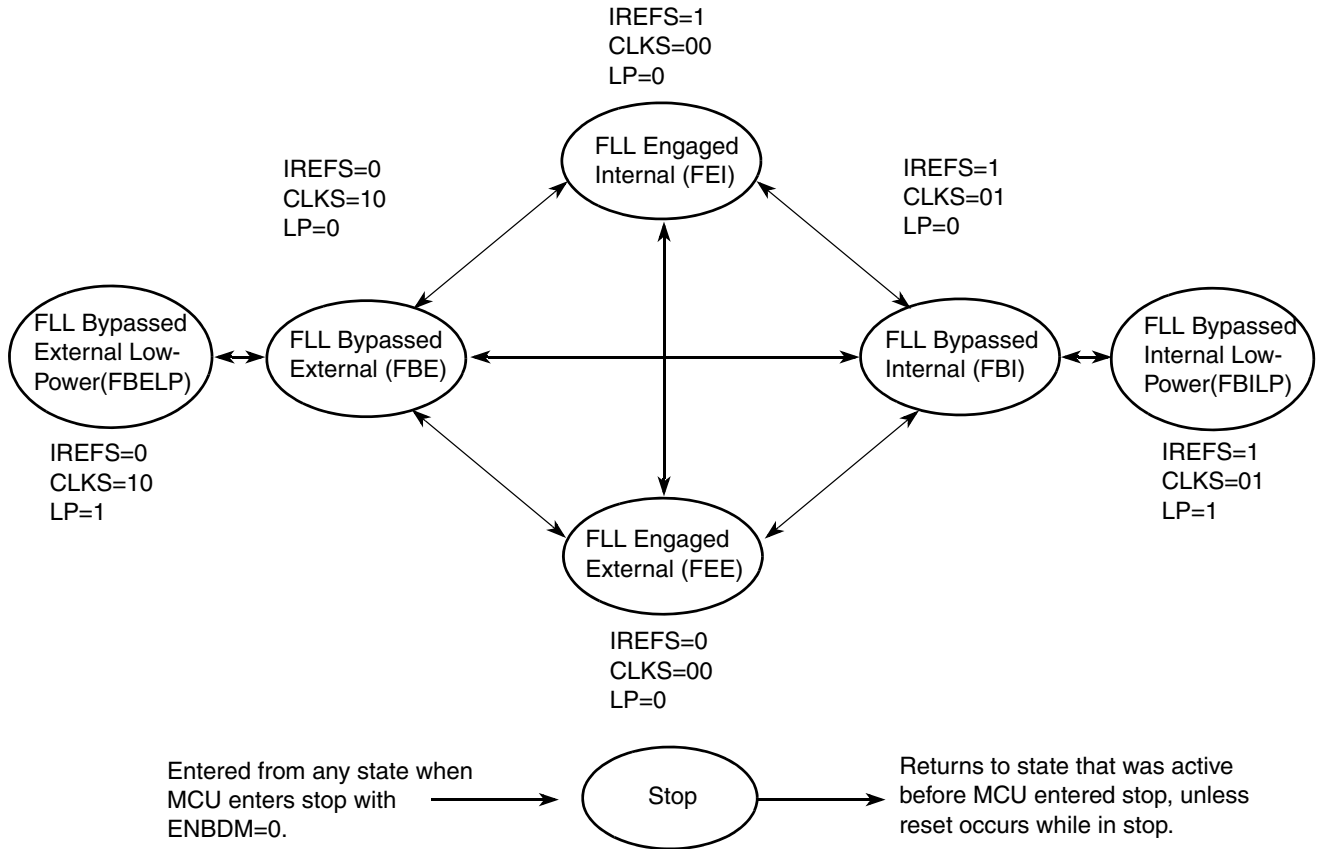 IREFS=1
CLKS=00
LP=0
FLL Engaged
Internal (FEI)
IREFS=0
CLKS=10
LP=0
IREFS=1
CLKS=01
LP=0
FLL Bypassed
External Low-
Power(FBELP)
FLL Bypassed
External (FBE)
FLL Bypassed
Internal (FBI)
FLL Bypassed
Internal Low-
Power(FBILP)
IREFS=0
CLKS=10
LP=1
IREFS=1
CLKS=01
LP=1
FLL Engaged
External (FEE)
IREFS=0
CLKS=00
LP=0
Entered from any state when
MCU enters stop with
ENBDM=0.
Stop
Returns to state that was active
before MCU entered stop, unless
reset occurs while in stop.